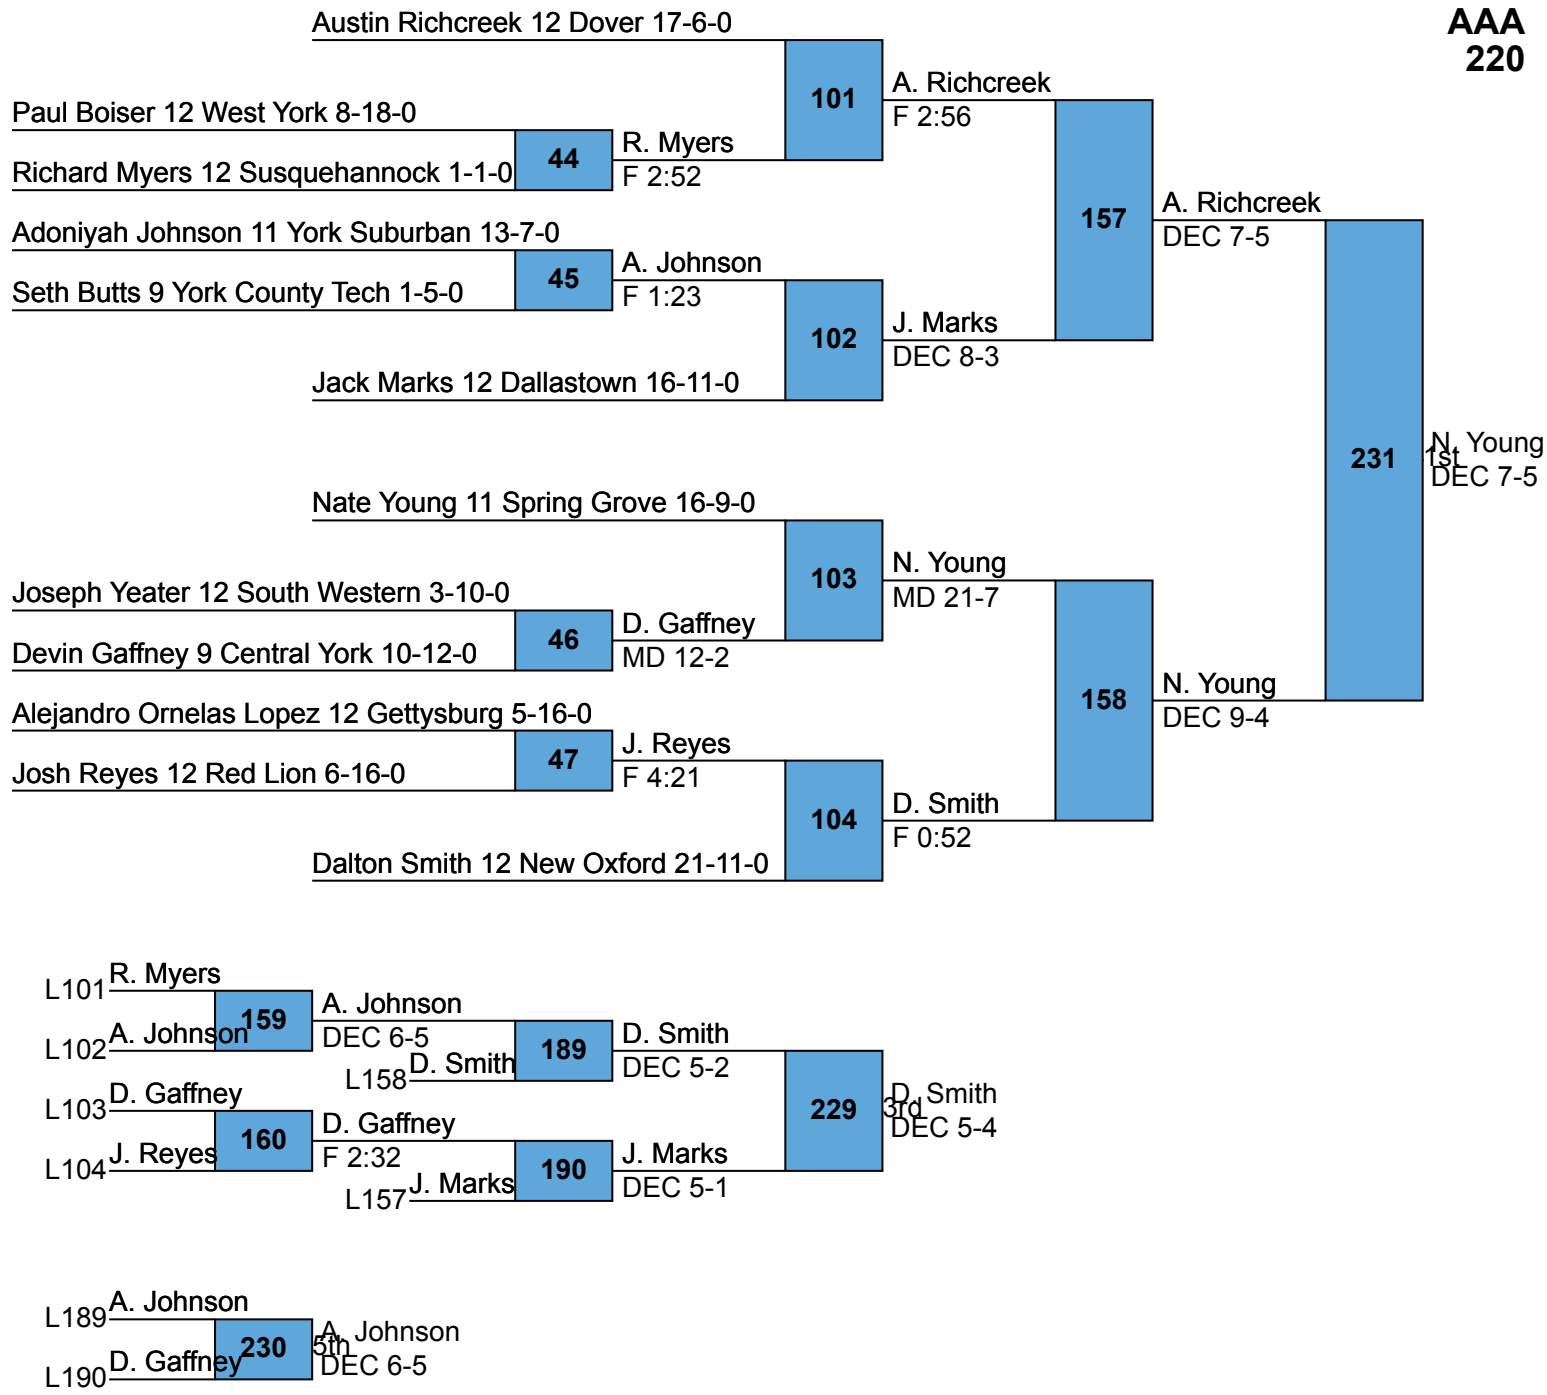 AAA
220
Austin Richcreek 12 Dover 17-6-0
101
A. Richcreek
F 2:56
Paul Boiser 12 West York 8-18-0
44
R. Myers
F 2:52
Richard Myers 12 Susquehannock 1-1-0
157
A. Richcreek
DEC 7-5
Adoniyah Johnson 11 York Suburban 13-7-0
45
A. Johnson
F 1:23
Seth Butts 9 York County Tech 1-5-0
102
J. Marks
DEC 8-3
Jack Marks 12 Dallastown 16-11-0
231
1st
N. Young
DEC 7-5
Nate Young 11 Spring Grove 16-9-0
103
N. Young
MD 21-7
Joseph Yeater 12 South Western 3-10-0
46
D. Gaffney
MD 12-2
Devin Gaffney 9 Central York 10-12-0
158
N. Young
DEC 9-4
Alejandro Ornelas Lopez 12 Gettysburg 5-16-0
47
J. Reyes
F 4:21
Josh Reyes 12 Red Lion 6-16-0
104
D. Smith
F 0:52
Dalton Smith 12 New Oxford 21-11-0
L101
R. Myers
159
A. Johnson
DEC 6-5
L102
A. Johnson
189
D. Smith
DEC 5-2
L158
D. Smith
L103
D. Gaffney
160
D. Gaffney
F 2:32
229
3rd
D. Smith
DEC 5-4
L104
J. Reyes
190
J. Marks
DEC 5-1
L157
J. Marks
L189
A. Johnson
230
5th
A. Johnson
DEC 6-5
L190
D. Gaffney